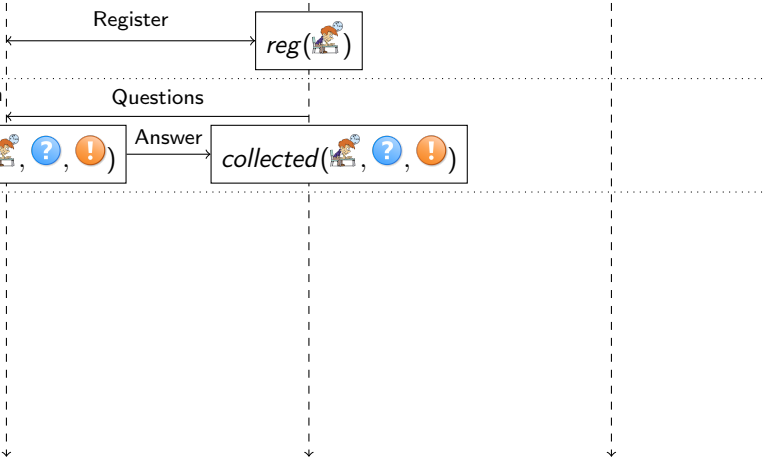 Register
reg( )
Questions
, ?, !)
Answer
collected( , ?, !)